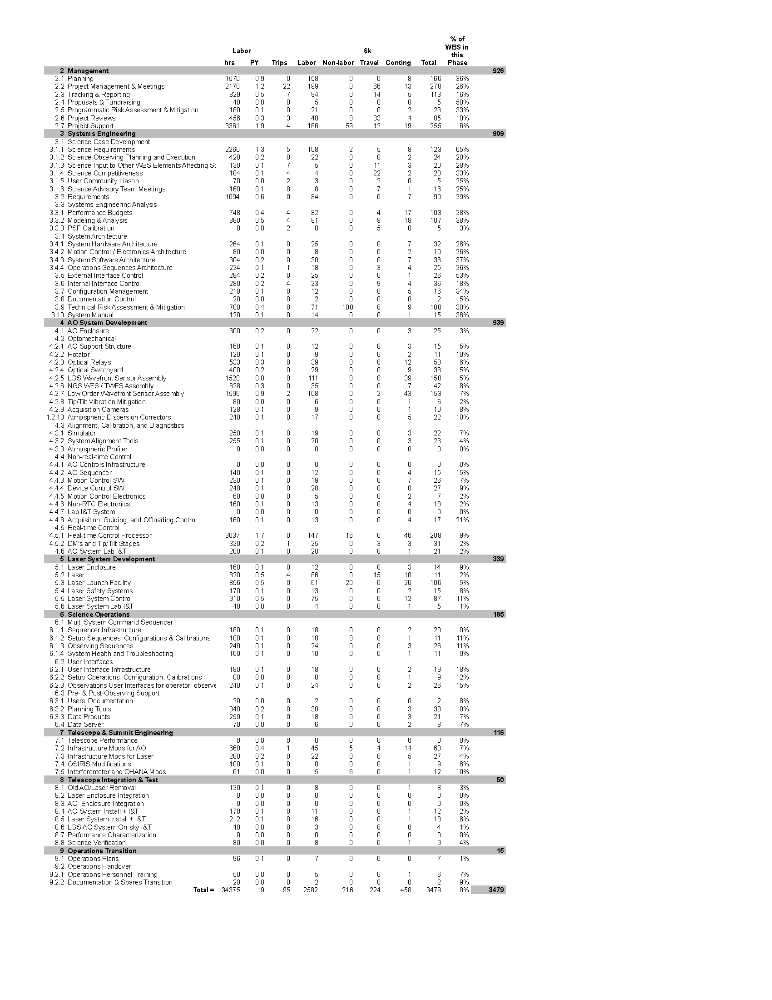 % of
WBS in
Labor $k this
hrs PY Trips Labor Non-labor Travel Conting Total Phase
2 Management 926
2.1 Planning 1570 0.9 0 158 0 0 8 166 36%
2.2 Project Management & Meetings 2170 1.2 22 199 0 66 13 278 26%
2.3 Tracking & Reporting 829 0.5 7 94 0 14 5 113 16%
2.4 Proposals & Fundraising 40 0.0 0 5 0 0 0 5 50%
2.5 Programmatic Risk Assessment & Mitigation 180 0.1 0 21 0 0 2 23 33%
2.6 Project Reviews 456 0.3 13 48 0 33 4 85 10%
2.7 Project Support 3361 1.9 4 166 59 12 19 255 16%
3 Systems Engineering 909
3.1 Science Case Development
3.1.1 Science Requirements 2260 1.3 5 108 2 5 8 123 65%
3.1.2 Science Observing Planning and Execution 420 0.2 0 22 0 0 2 24 20%
3.1.3 Science Input to Other WBS Elements Affecting Sc 130 0.1 7 5 0 11 3 20 28%
3.1.4 Science Competitiveness 104 0.1 4 4 0 22 2 28 33%
3.1.5 User Community Liason 70 0.0 2 3 0 2 0 5 25%
3.1.6 Science Advisory Team Meetings 160 0.1 8 8 0 7 1 16 25%
3.2 Requirements 1094 0.6 0 84 0 0 7 90 29%
3.3 Systems Engineering Analysis
3.3.1 Performance Budgets 748 0.4 4 82 0 4 17 103 28%
3.3.2 Modeling & Analysis 880 0.5 4 81 0 9 18 107 38%
3.3.3 PSF Calibration 0 0.0 2 0 0 5 0 5 3%
3.4 System Architecture
3.4.1 System Hardware Architecture 264 0.1 0 25 0 0 7 32 26%
3.4.2 Motion Control / Electronics Architecture 80 0.0 0 8 0 0 2 10 26%
3.4.3 System Software Architecture 304 0.2 0 30 0 0 7 36 37%
3.4.4 Operations Sequences Architecture 224 0.1 1 18 0 3 4 25 26%
3.5 External Interface Control 284 0.2 0 25 0 0 1 26 53%
3.6 Internal Interface Control 280 0.2 4 23 0 9 4 36 18%
3.7 Configuration Management 218 0.1 0 12 0 0 5 16 34%
3.8 Documentation Control 20 0.0 0 2 0 0 0 2 15%
3.9 Technical Risk Assessment & Mitigation 700 0.4 0 71 108 0 9 188 38%
3.10 System Manual 120 0.1 0 14 0 0 1 15 36%
4 AO System Development 939
4.1 AO Enclosure 300 0.2 0 22 0 0 3 25 3%
4.2 Optomechanical
4.2.1 AO Support Structure 160 0.1 0 12 0 0 3 15 5%
4.2.2 Rotator 120 0.1 0 9 0 0 2 11 10%
4.2.3 Optical Relays 533 0.3 0 39 0 0 12 50 6%
4.2.4 Optical Switchyard 400 0.2 0 29 0 0 9 38 5%
4.2.5 LGS Wavefront Sensor Assembly 1520 0.8 0 111 0 0 39 150 5%
4.2.6 NGS WFS / TWFS Assembly 628 0.3 0 35 0 0 7 42 8%
4.2.7 Low Order Wavefront Sensor Assembly 1596 0.9 2 108 0 2 43 153 7%
4.2.8 Tip/Tilt Vibration Mitigation 80 0.0 0 6 0 0 1 6 2%
4.2.9 Acquisition Cameras 128 0.1 0 9 0 0 1 10 8%
4.2.10 Atmospheric Dispersion Correctors 240 0.1 0 17 0 0 5 22 10%
4.3 Alignment, Calibration, and Diagnostics
4.3.1 Simulator 250 0.1 0 19 0 0 3 22 7%
4.3.2 System Alignment Tools 255 0.1 0 20 0 0 3 23 14%
4.3.3 Atmospheric Profiler 0 0.0 0 0 0 0 0 0 0%
4.4 Non-real-time Control
4.4.1 AO Controls Infrastructure 0 0.0 0 0 0 0 0 0 0%
4.4.2 AO Sequencer 140 0.1 0 12 0 0 4 15 15%
4.4.3 Motion Control SW 230 0.1 0 19 0 0 7 26 7%
4.4.4 Device Control SW 240 0.1 0 20 0 0 8 27 9%
4.4.5 Motion Control Electronics 60 0.0 0 5 0 0 2 7 2%
4.4.6 Non-RTC Electronics 160 0.1 0 13 0 0 4 18 12%
4.4.7 Lab I&T System 0 0.0 0 0 0 0 0 0 0%
4.4.8 Acquisition, Guiding, and Offloading Control 160 0.1 0 13 0 0 4 17 21%
4.5 Real-time Control
4.5.1 Real-time Control Processor 3037 1.7 0 147 16 0 46 208 9%
4.5.2 DM's and Tip/Tilt Stages 320 0.2 1 25 0 3 3 31 2%
4.6 AO System Lab I&T 200 0.1 0 20 0 0 1 21 2%
5 Laser System Development 339
5.1 Laser Enclosure 160 0.1 0 12 0 0 3 14 9%
5.2 Laser 820 0.5 4 86 0 15 10 111 2%
5.3 Laser Launch Facility 856 0.5 0 61 20 0 26 106 5%
5.4 Laser Safety Systems 170 0.1 0 13 0 0 2 15 8%
5.5 Laser System Control 910 0.5 0 75 0 0 12 87 11%
5.6 Laser System Lab I&T 48 0.0 0 4 0 0 1 5 1%
6 Science Operations 185
6.1 Multi-System Command Sequencer
6.1.1 Sequencer Infrastructure 180 0.1 0 18 0 0 2 20 10%
6.1.2 Setup Sequences: Configurations & Calibrations 100 0.1 0 10 0 0 1 11 11%
6.1.3 Observing Sequences 240 0.1 0 24 0 0 3 26 11%
6.1.4 System Health and Troubleshooting 100 0.1 0 10 0 0 1 11 9%
6.2 User Interfaces
6.2.1 User Interface Infrastructure 180 0.1 0 18 0 0 2 19 18%
6.2.2 Setup Operations: Configuration, Calibrations 80 0.0 0 8 0 0 1 9 12%
6.2.3 Observations User Interfaces for operator, observe 240 0.1 0 24 0 0 2 26 15%
6.3 Pre- & Post-Observing Support
6.3.1 Users' Documentation 20 0.0 0 2 0 0 0 2 8%
6.3.2 Planning Tools 340 0.2 0 30 0 0 3 33 10%
6.3.3 Data Products 250 0.1 0 18 0 0 3 21 7%
6.4 Data Server 70 0.0 0 6 0 0 2 8 7%
7 Telescope & Summit Engineering 116
7.1 Telescope Performance 0 0.0 0 0 0 0 0 0 0%
7.2 Infrastructure Mods for AO 660 0.4 1 45 5 4 14 68 7%
7.3 Infrastructure Mods for Laser 280 0.2 0 22 0 0 5 27 4%
7.4 OSIRIS Modifications 100 0.1 0 8 0 0 1 9 6%
7.5 Interferometer and OHANA Mods 61 0.0 0 5 6 0 1 12 10%
8 Telescope Integration & Test 50
8.1 Old AO/Laser Removal 120 0.1 0 8 0 0 1 8 3%
8.2 Laser Enclosure Integration 0 0.0 0 0 0 0 0 0 0%
8.3 AO Enclosure Integration 0 0.0 0 0 0 0 0 0 0%
8.4 AO System Install + I&T 170 0.1 0 11 0 0 1 12 2%
8.5 Laser System Install + I&T 212 0.1 0 16 0 0 1 18 6%
8.6 LGS AO System On-sky I&T 40 0.0 0 3 0 0 0 4 1%
8.7 Performance Characterization 0 0.0 0 0 0 0 0 0 0%
8.8 Science Verification 80 0.0 0 8 0 0 1 9 4%
9 Operations Transition 15
9.1 Operations Plans 96 0.1 0 7 0 0 0 7 1%
9.2 Operations Handover
9.2.1 Operations Personnel Training 50 0.0 0 5 0 0 1 6 7%
9.2.2 Documentation & Spares Transition 20 0.0 0 2 0 0 0 2 9%
Total = 34375 19 95 2582 216 224 458 3479 8% 3479